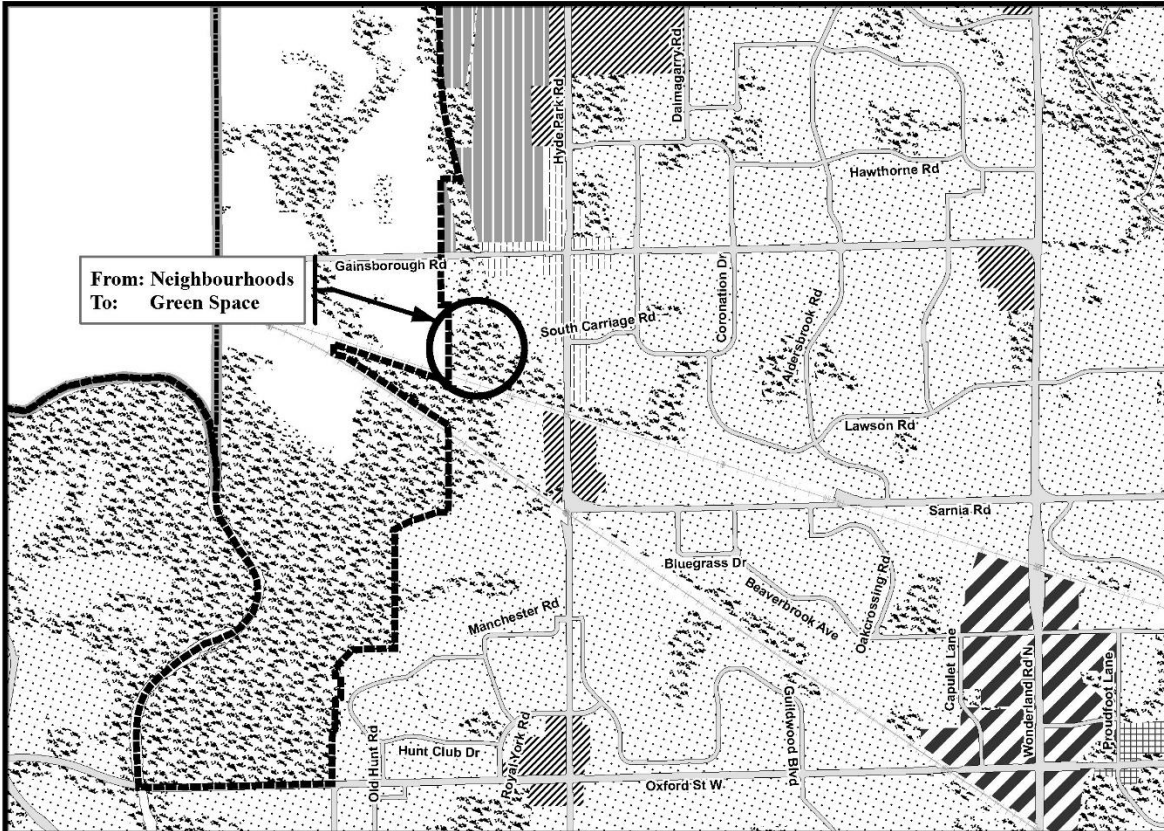 Dalmagarry Rd
Hyde Park Rd
Hawthorne Rd
Gainsborough Rd
From: Neighbourhoods
To: Green Space
Coronation Dr
South Carriage Rd
Aldersbrook Rd
Lawson Rd
Sarnia Rd
Bluegrass Dr
Beaverbrook Ave
Oakcrossing Rd
Manchester Rd
Capulet Lane
Wonderland Rd N
Proudfoot Lane
Guildwood Blvd
Old Hunt Rd
Hunt Club Dr
Royal York Rd
Oxford St W